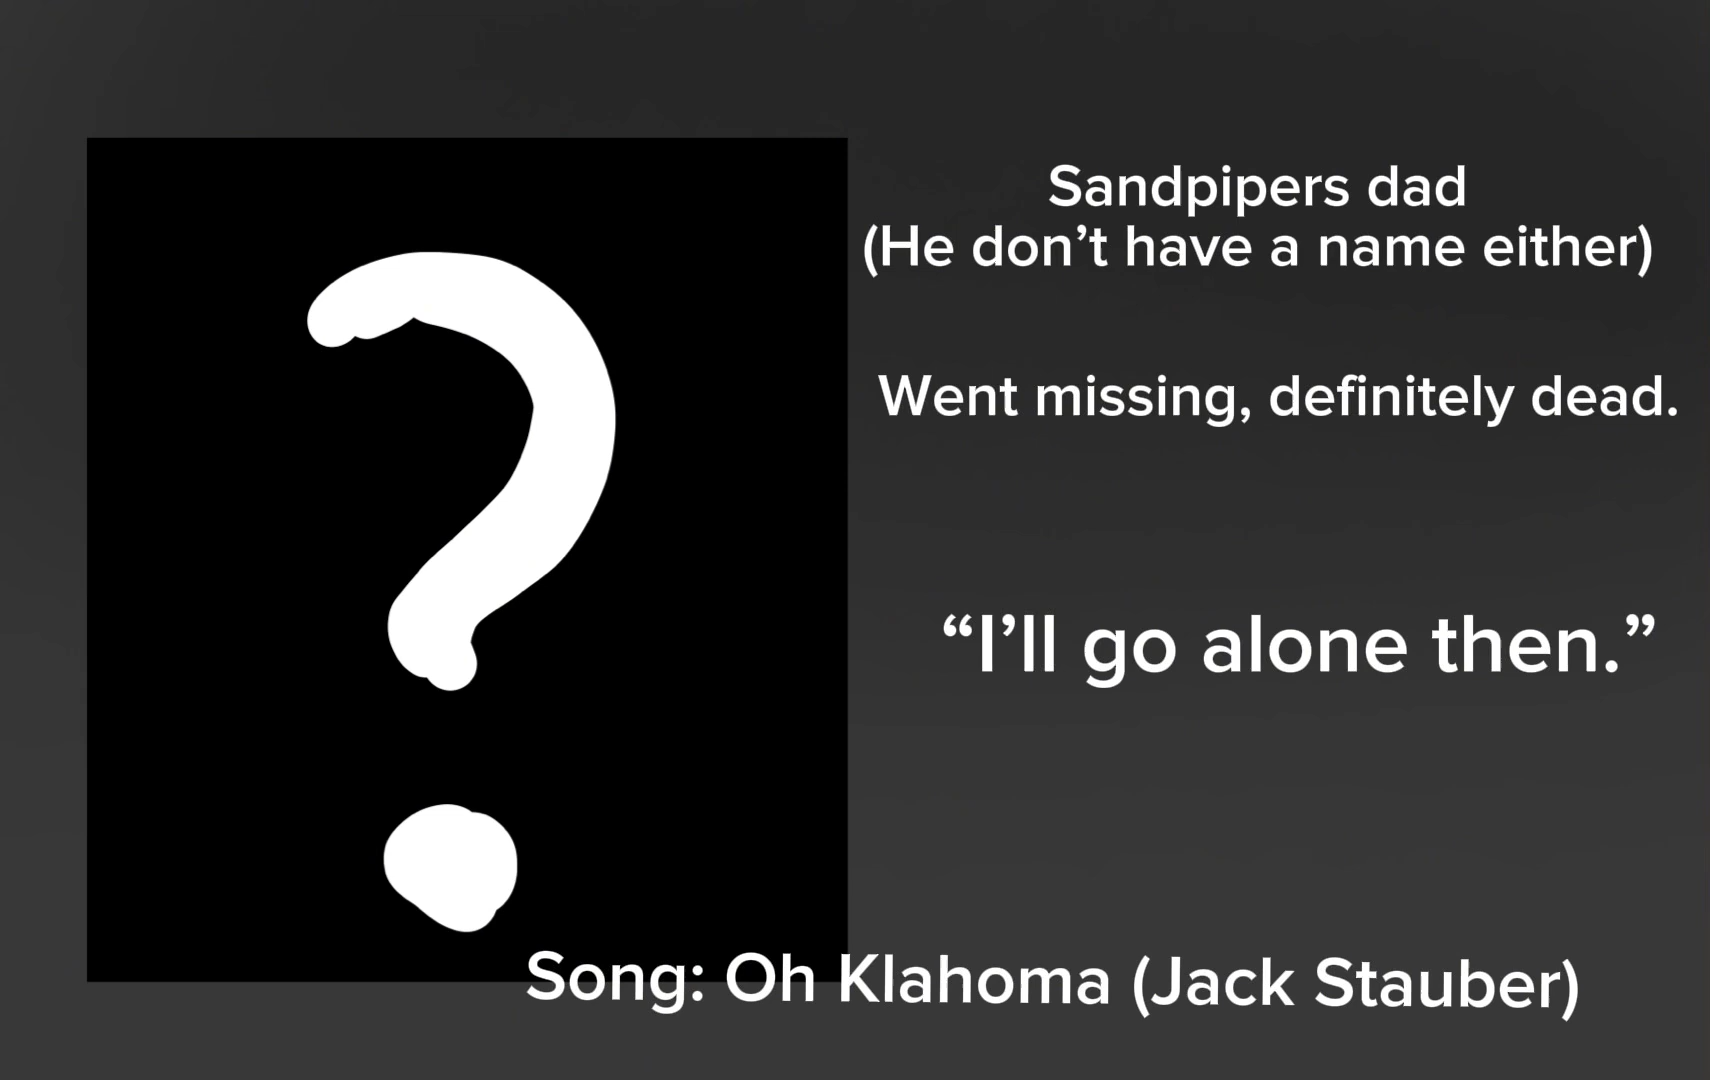 Sandpipers dad
(He don’t have a name either)
Went missing, definitely dead.
“I’ll go alone then.”
Song: Oh Klahoma (Jack Stauber)
?